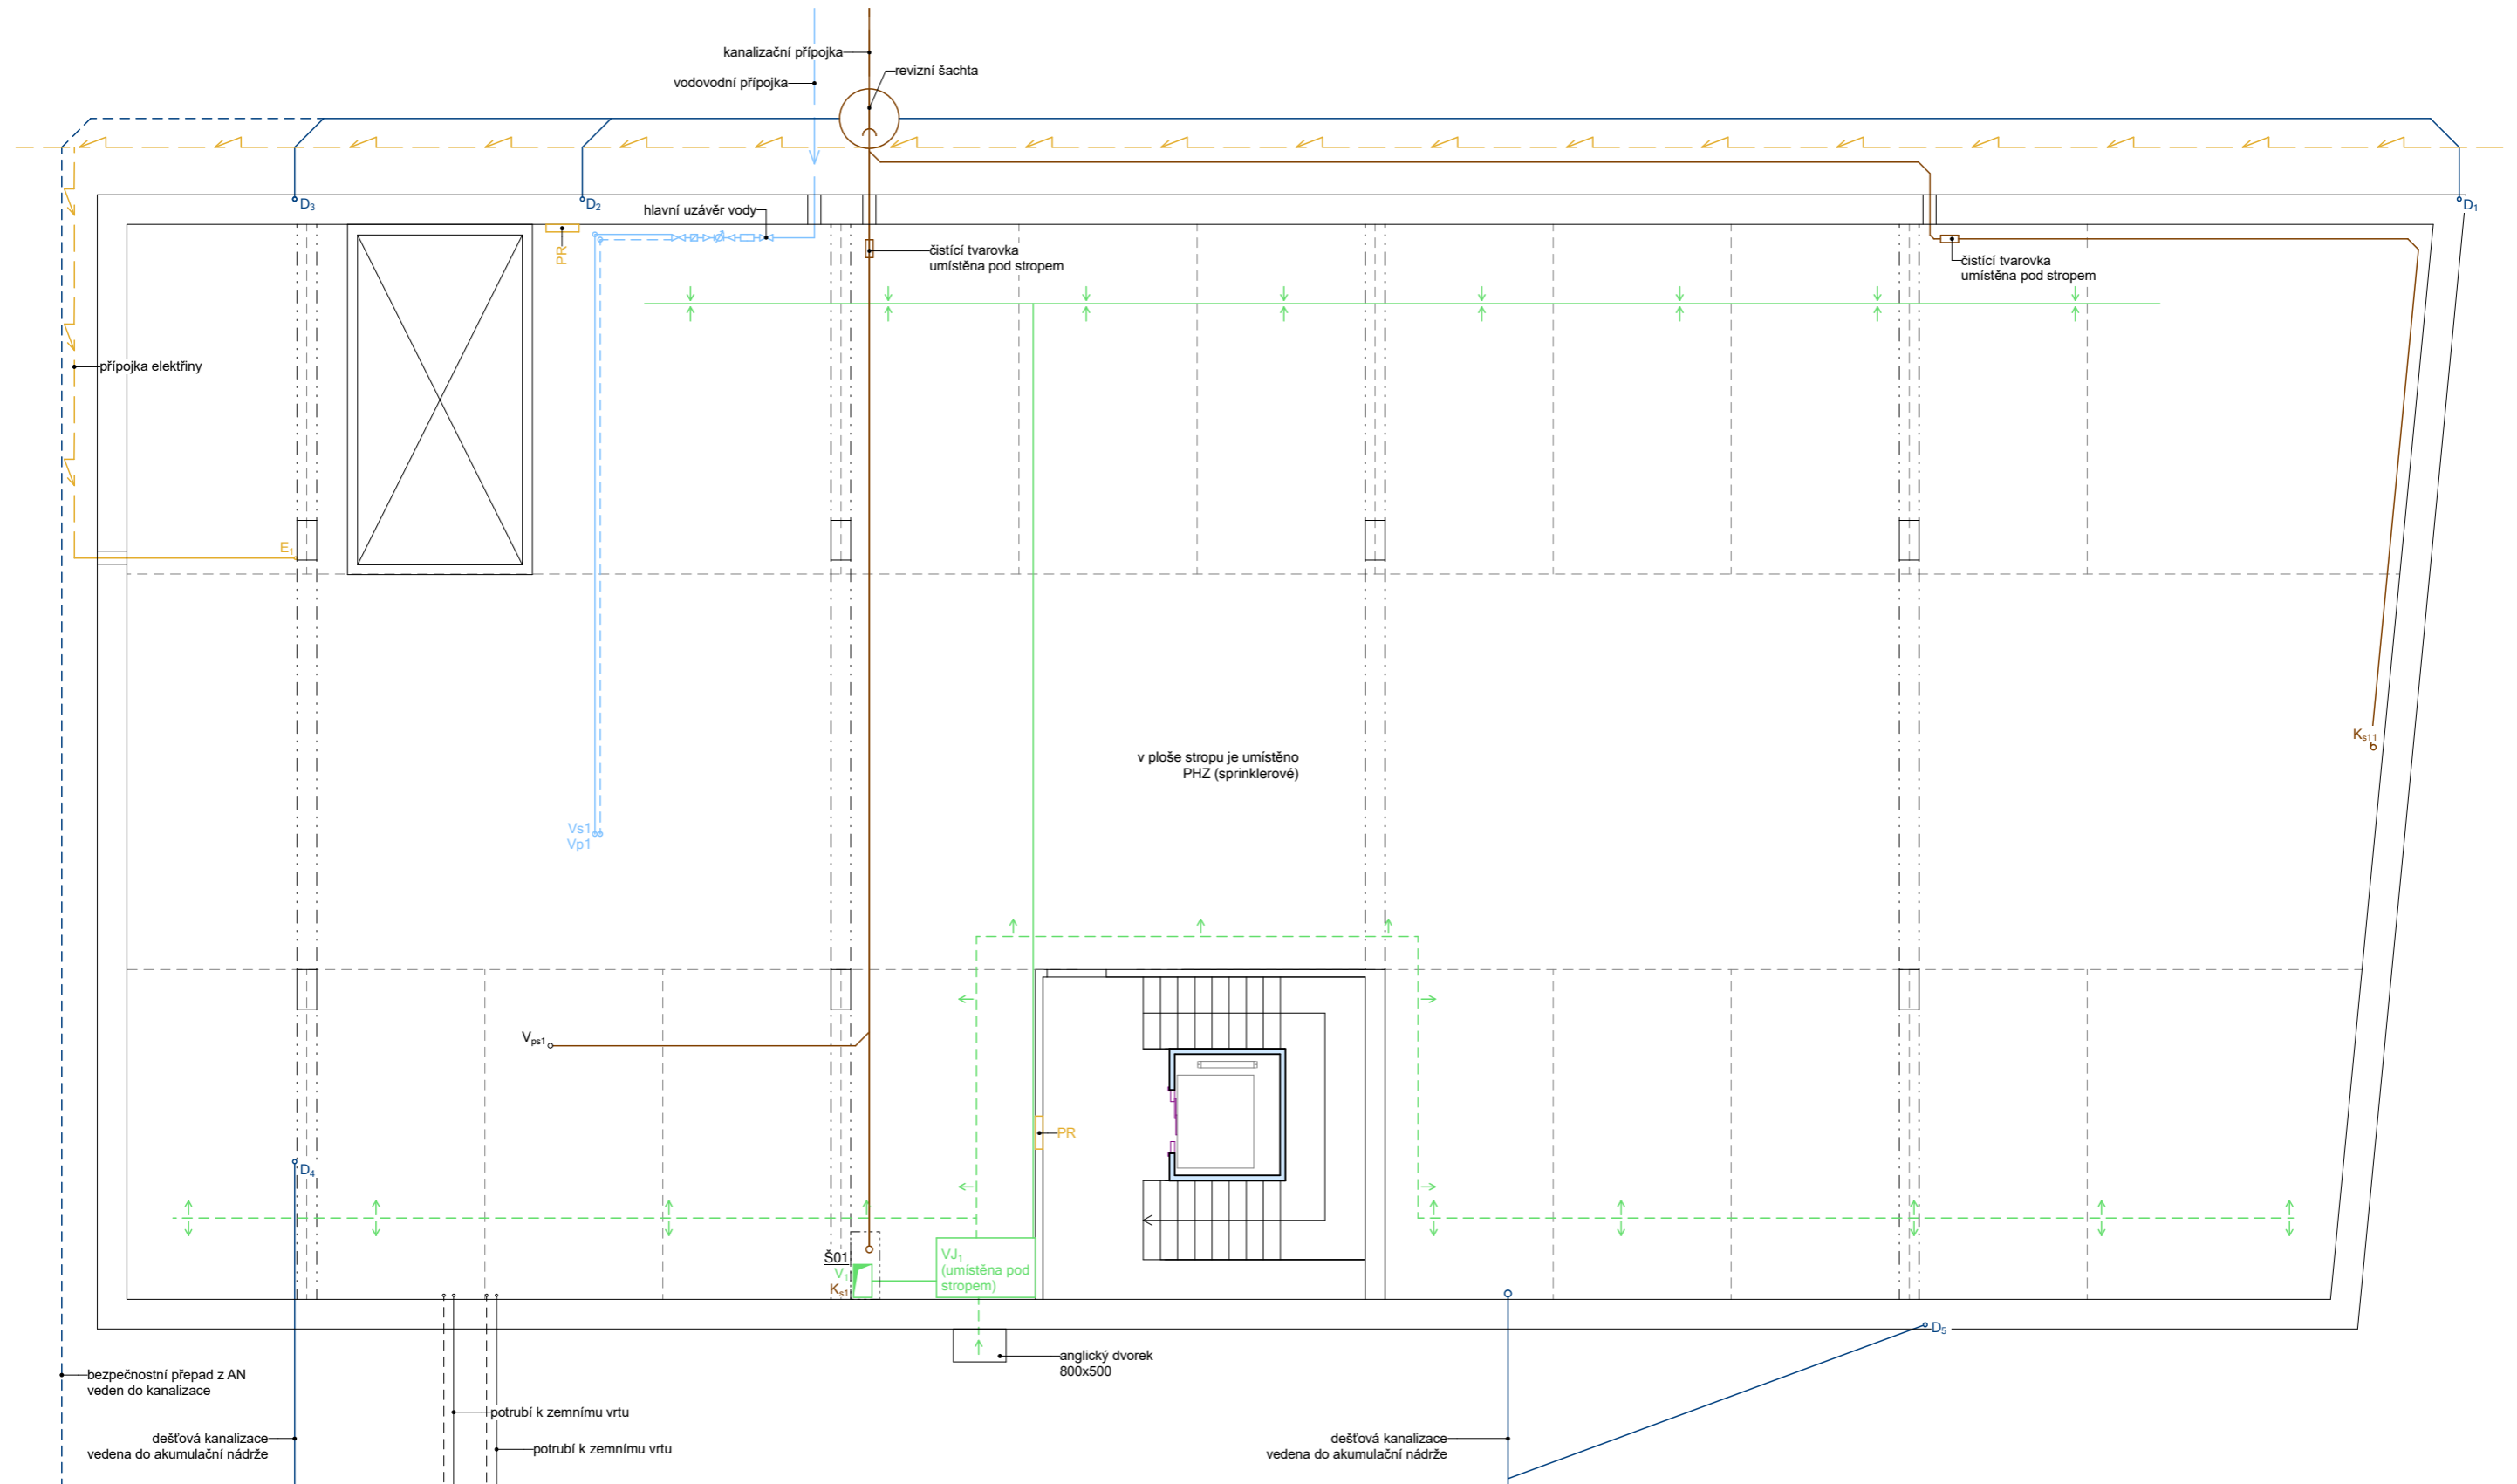 kanalizační přípojka
revizní šachta
vodovodní přípojka
D₃
D₂
D₁
hlavní uzávěr vody
PR
čistící tvarovka
umístěna pod stropem
čistící tvarovka
umístěna pod stropem
přípojka elektřiny
E₁
Kₛ₁₁
v ploše stropu je umístěno
PHZ (sprinklerové)
Vs1
Vp1
Vₚₛ₁
PR
D₄
Š01
V₁
Kₛ₁
VJ₁
(umístěna pod
stropem)
D₅
anglický dvorek
800x500
bezpečnostní přepad z AN
veden do kanalizace
potrubí k zemnímu vrtu
dešťová kanalizace
vedena do akumulační nádrže
potrubí k zemnímu vrtu
dešťová kanalizace
vedena do akumulační nádrže